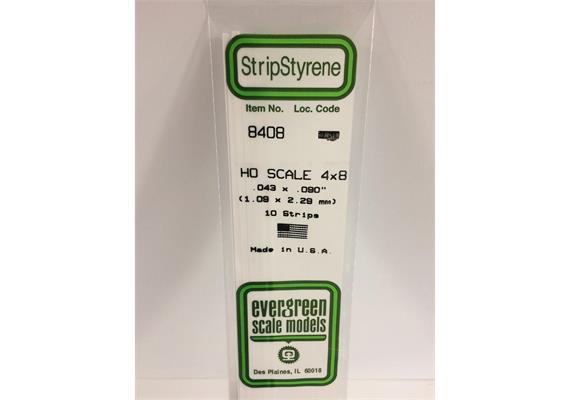 StripStyrene
Item No. Loc. Code
8408
HO SCALE 4x8
.043 x .090"
(1.09 x 2.29 mm)
10 Strips
Made in U.S.A.
evergreen
scale models
Des Plaines, IL 60018